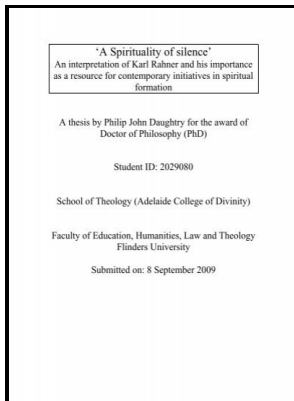 ‘A Spirituality of silence’
An interpretation of Karl Rahner and his importance
as a resource for contemporary initiatives in spiritual
formation
A thesis by Philip John Daughtry for the award of
Doctor of Philosophy (PhD)
Student ID: 2029080
School of Theology (Adelaide College of Divinity)
Faculty of Education, Humanities, Law and Theology
Flinders University
Submitted on: 8 September 2009